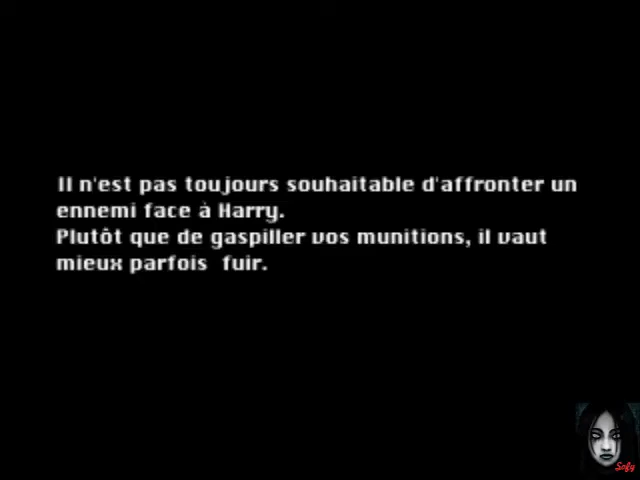 Il n'est pas toujours souhaitable d'affronter un
ennemi face à Harry.
Plutôt que de gaspiller vos munitions, il vaut
mieux parfois  fuir.
Sofy